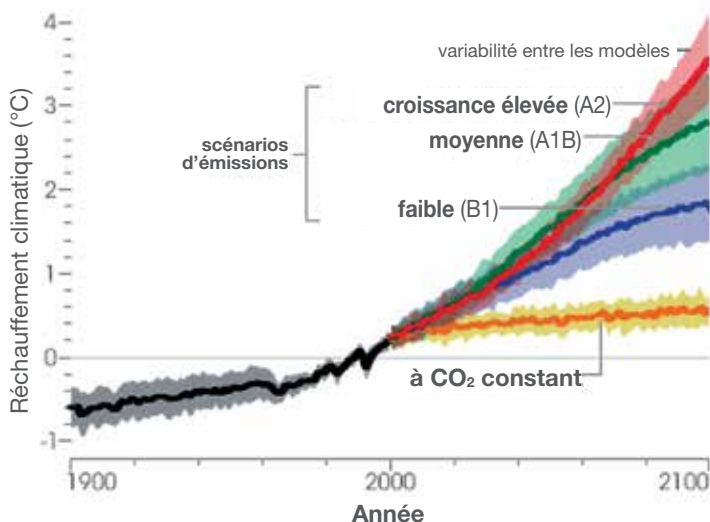 4
variabilité entre les modèles
croissance élevée (A2)
3
moyenne (A1B)
scénarios
d'émissions
2
faible (B1)
Réchauffement climatique (°C)
1
0
à CO₂ constant
-1
1900
2000
2100
Année